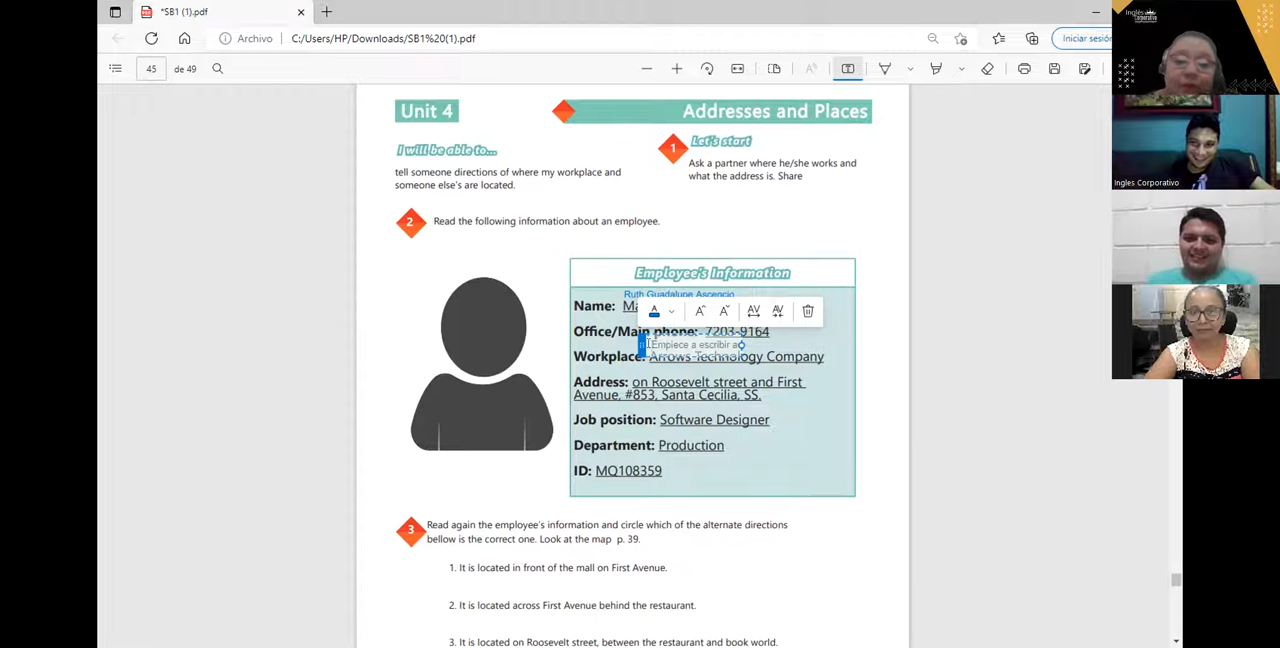 *SB1 (1).pdf
Archivo
C:/Users/HP/Downloads/SB1%20(1).pdf
Iniciar sesión
45 de 49
Unit 4
Addresses and Places
I will be able to...
tell someone directions of where my workplace and
someone else's are located.
1
Let's start
Ask a partner where he/she works and
what the address is. Share
2
Read the following information about an employee.
Employee's Information
Ruth Guadalupe Ascencio
Name: Ma
Office/Main phone: 7203-9164
Empiece a escribir a
Workplace: Arrows Technology Company
Address: on Roosevelt street and First
Avenue, #853, Santa Cecilia, SS.
Job position: Software Designer
Department: Production
ID: MQ108359
3
Read again the employee's information and circle which of the alternate directions
bellow is the correct one. Look at the map p. 39.
1. It is located in front of the mall on First Avenue.
2. It is located across First Avenue behind the restaurant.
3. It is located on Roosevelt street, between the restaurant and book world.
Inglés
Corporativo
Ingles Corporativo